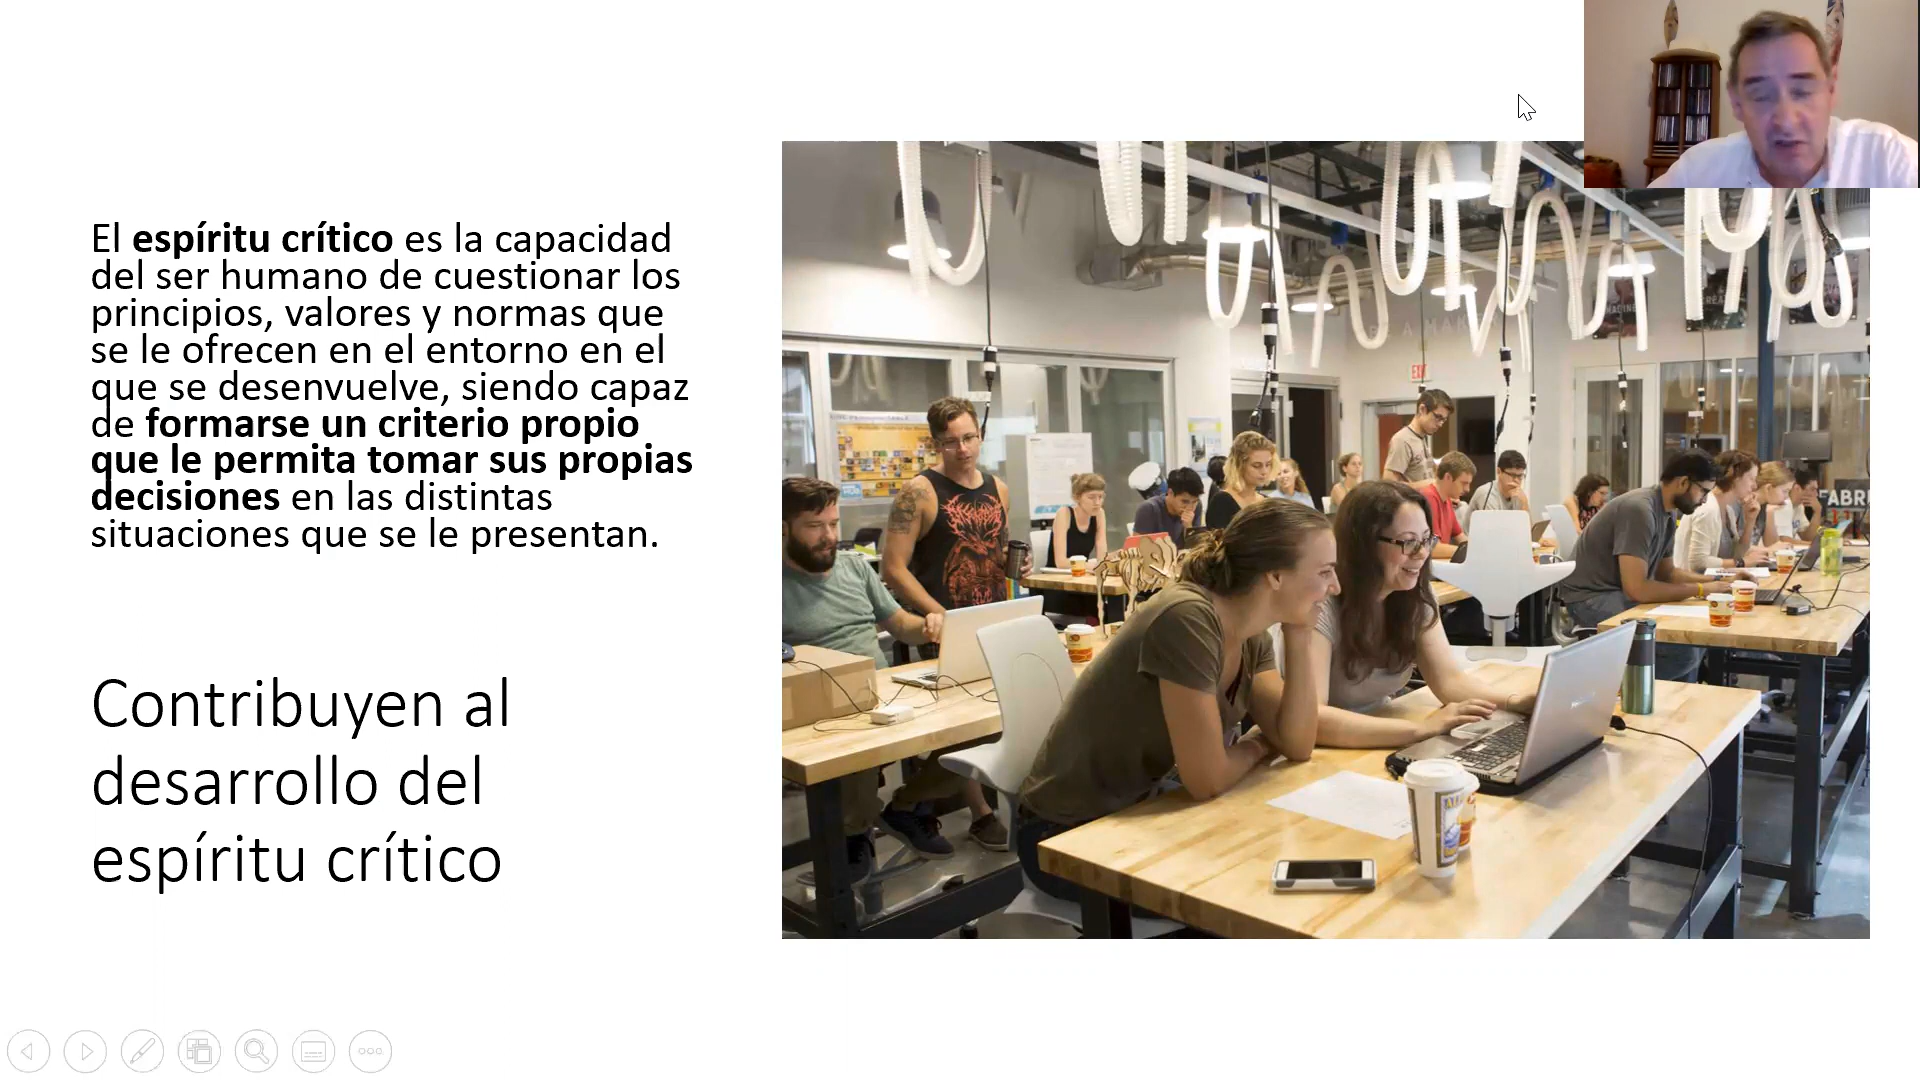 El espíritu crítico es la capacidad
del ser humano de cuestionar los
principios, valores y normas que
se le ofrecen en el entorno en el
que se desenvuelve, siendo capaz
de formarse un criterio propio
que le permita tomar sus propias
decisiones en las distintas
situaciones que se le presentan.
Contribuyen al
desarrollo del
espíritu crítico
EXIT